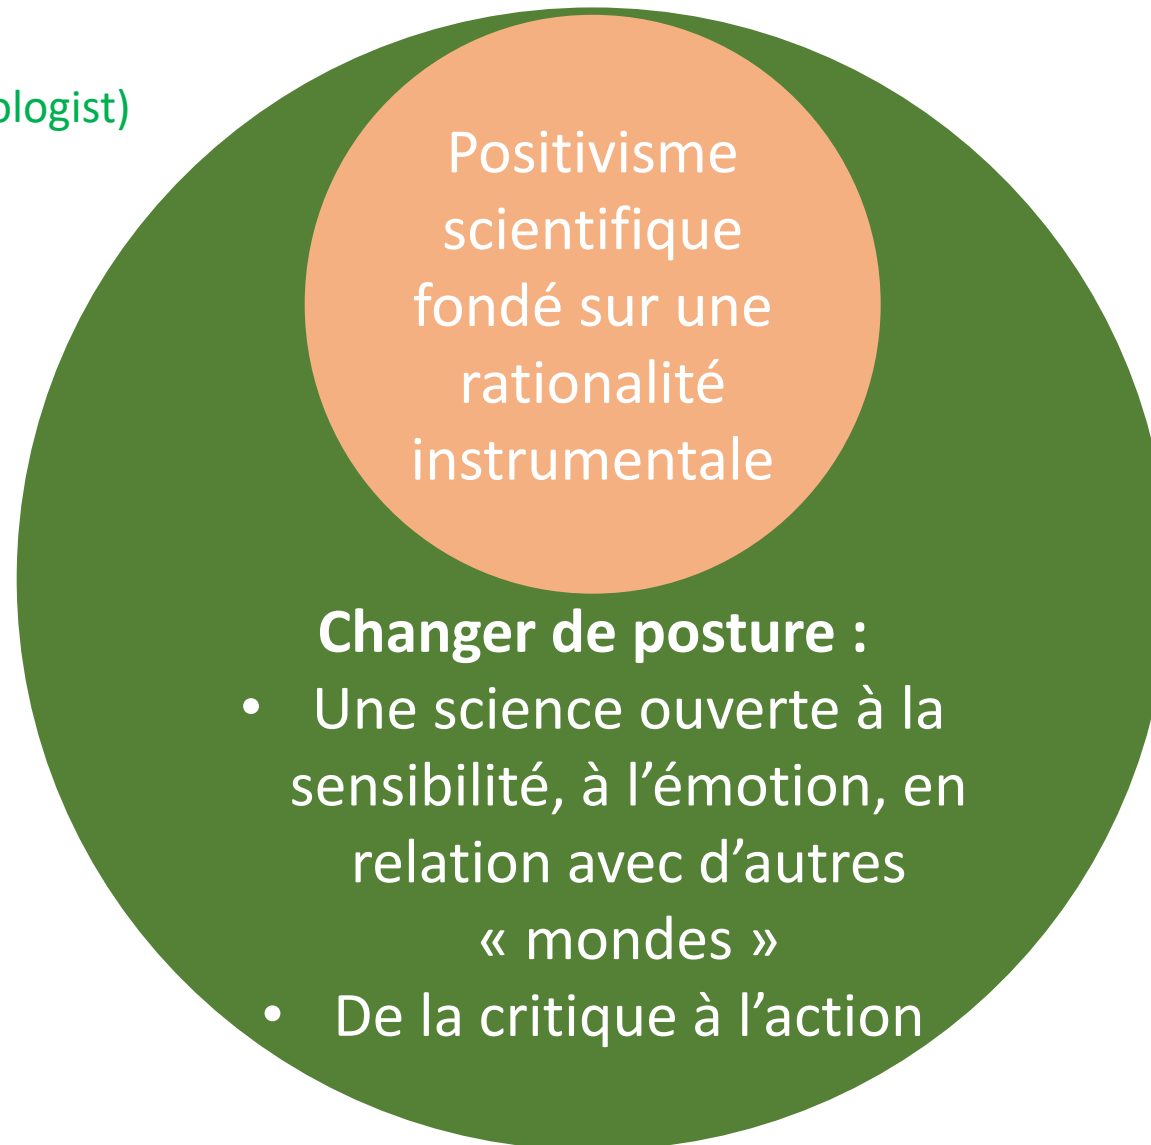 ologist)
Positivisme
scientifique
fondé sur une
rationalité
instrumentale
Changer de posture :
• Une science ouverte à la
sensibilité, à l’émotion, en
relation avec d’autres
« mondes »
• De la critique à l’action